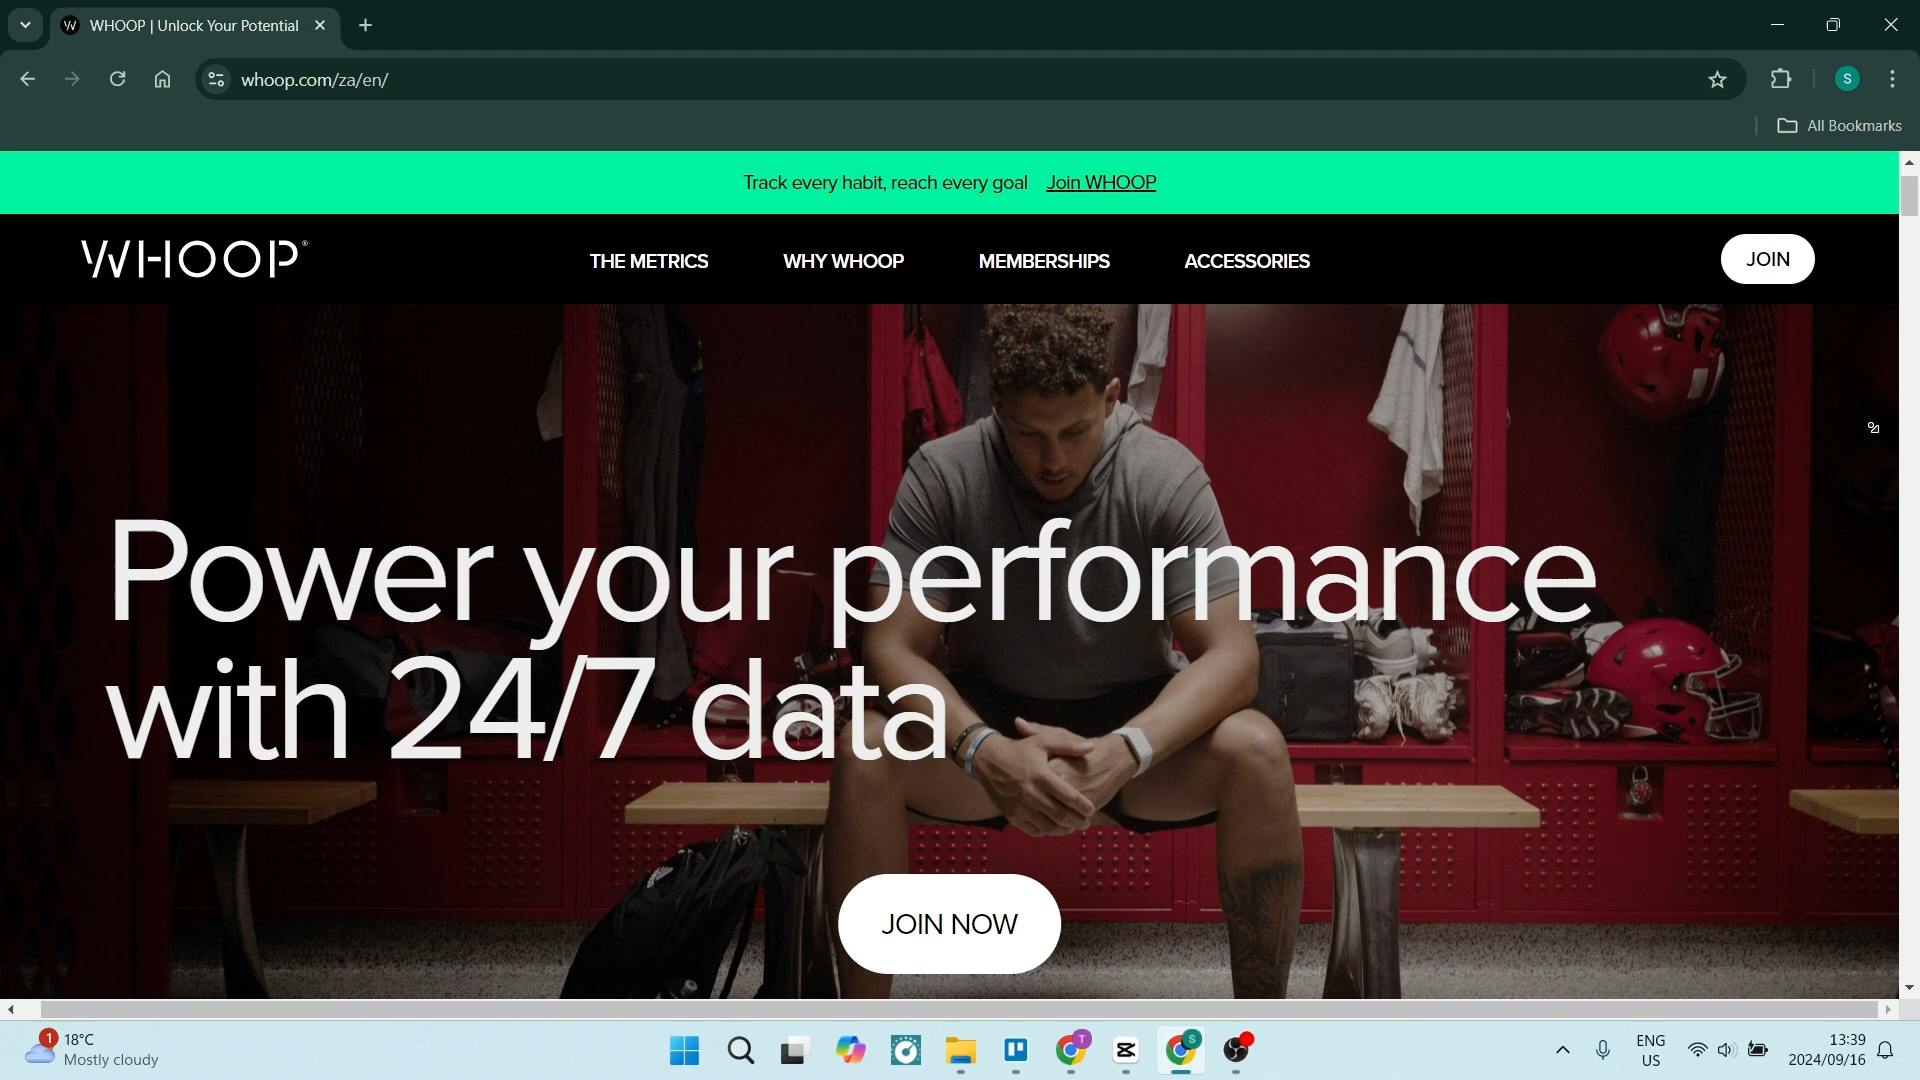 WHOOP | Unlock Your Potential
whoop.com/za/en/
S
All Bookmarks
Track every habit, reach every goal Join WHOOP
WHOOP®
THE METRICS
WHY WHOOP
MEMBERSHIPS
ACCESSORIES
JOIN
Power your performance
with 24/7 data
JOIN NOW
1
18°C
Mostly cloudy
T
S
ENG
US
13:39
2024/09/16